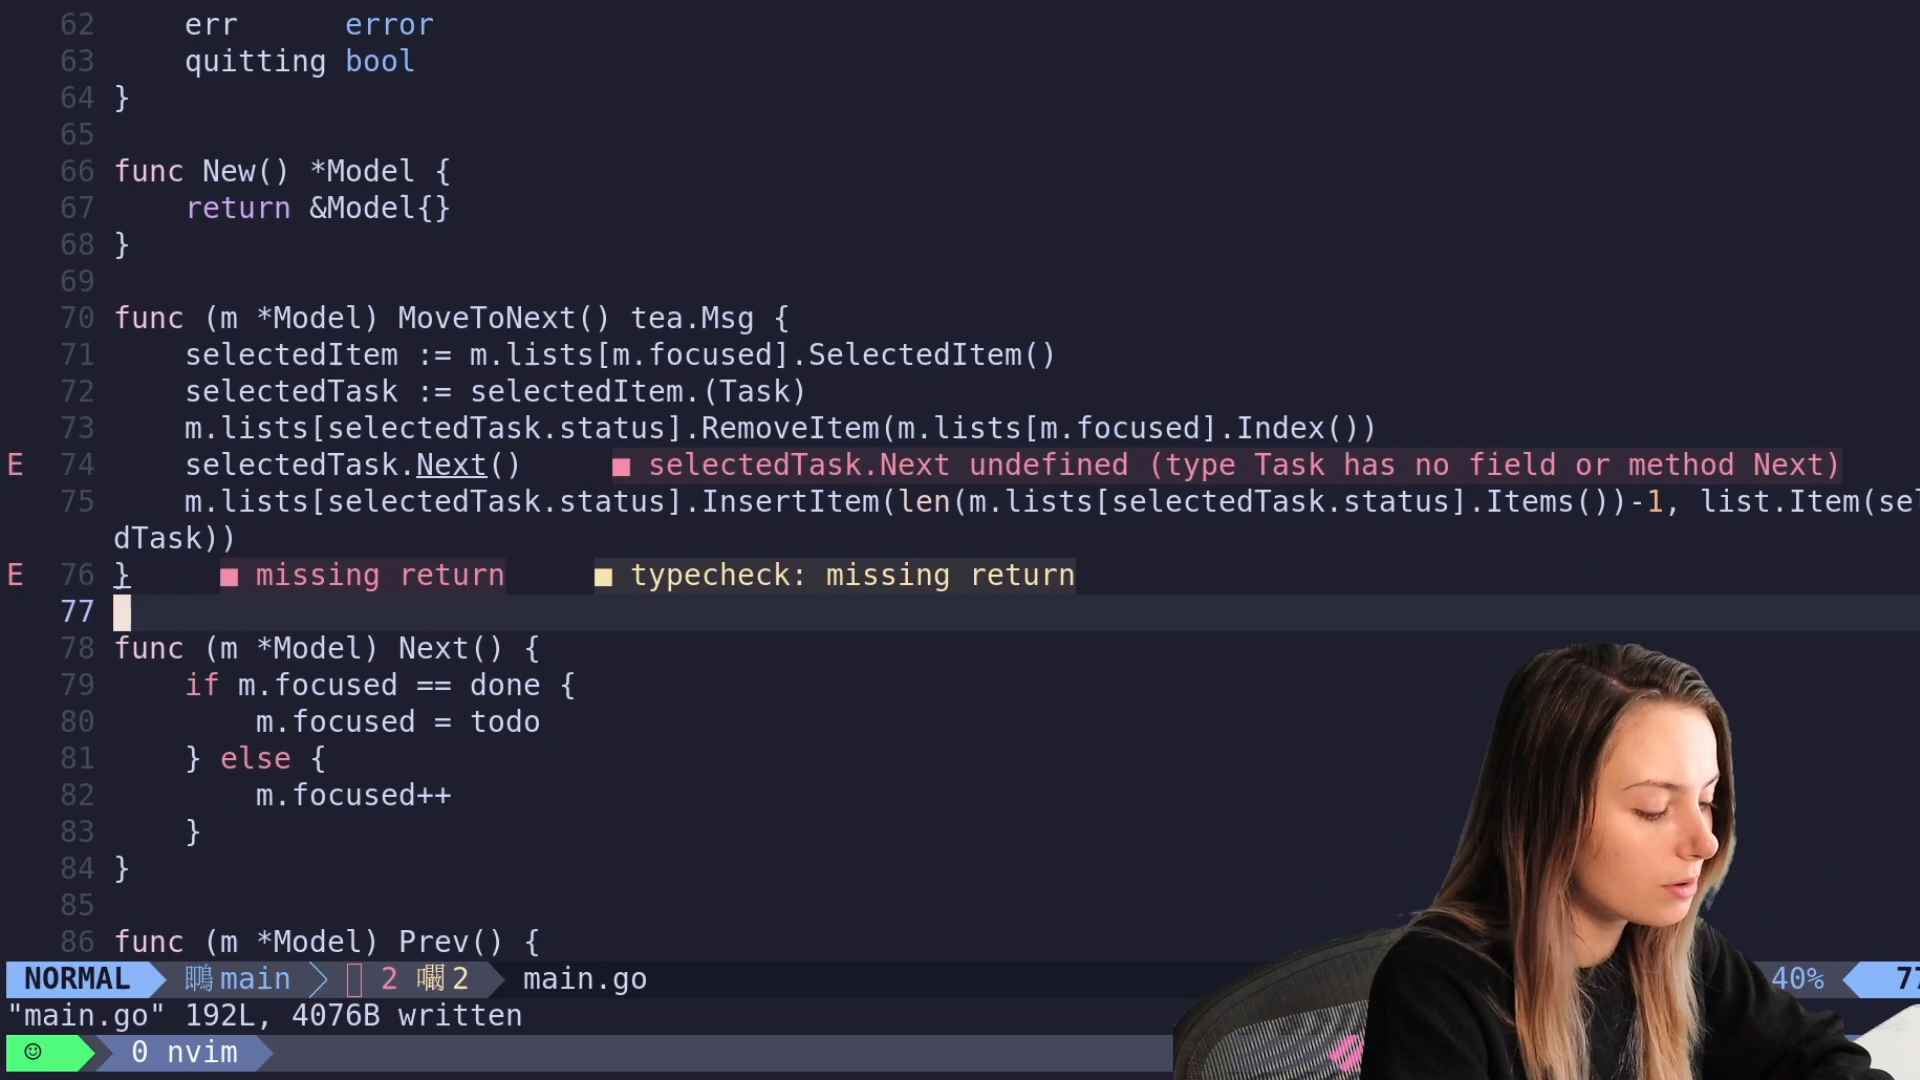 62 err error
63 quitting bool
64 }
65
66 func New() *Model {
67 return &Model{}
68 }
69
70 func (m *Model) MoveToNext() tea.Msg {
71 selectedItem := m.lists[m.focused].SelectedItem()
72 selectedTask := selectedItem.(Task)
73 m.lists[selectedTask.status].RemoveItem(m.lists[m.focused].Index())
E 74 selectedTask.Next() ■ selectedTask.Next undefined (type Task has no field or method Next)
75 m.lists[selectedTask.status].InsertItem(len(m.lists[selectedTask.status].Items())-1, list.Item(se
dTask))
E 76 } ■ missing return ■ typecheck: missing return
77
78 func (m *Model) Next() {
79 if m.focused == done {
80 m.focused = todo
81 } else {
82 m.focused++
83 }
84 }
85
86 func (m *Model) Prev() {
NORMAL main 2 2 main.go 40% 77
"main.go" 192L, 4076B written
0 nvim